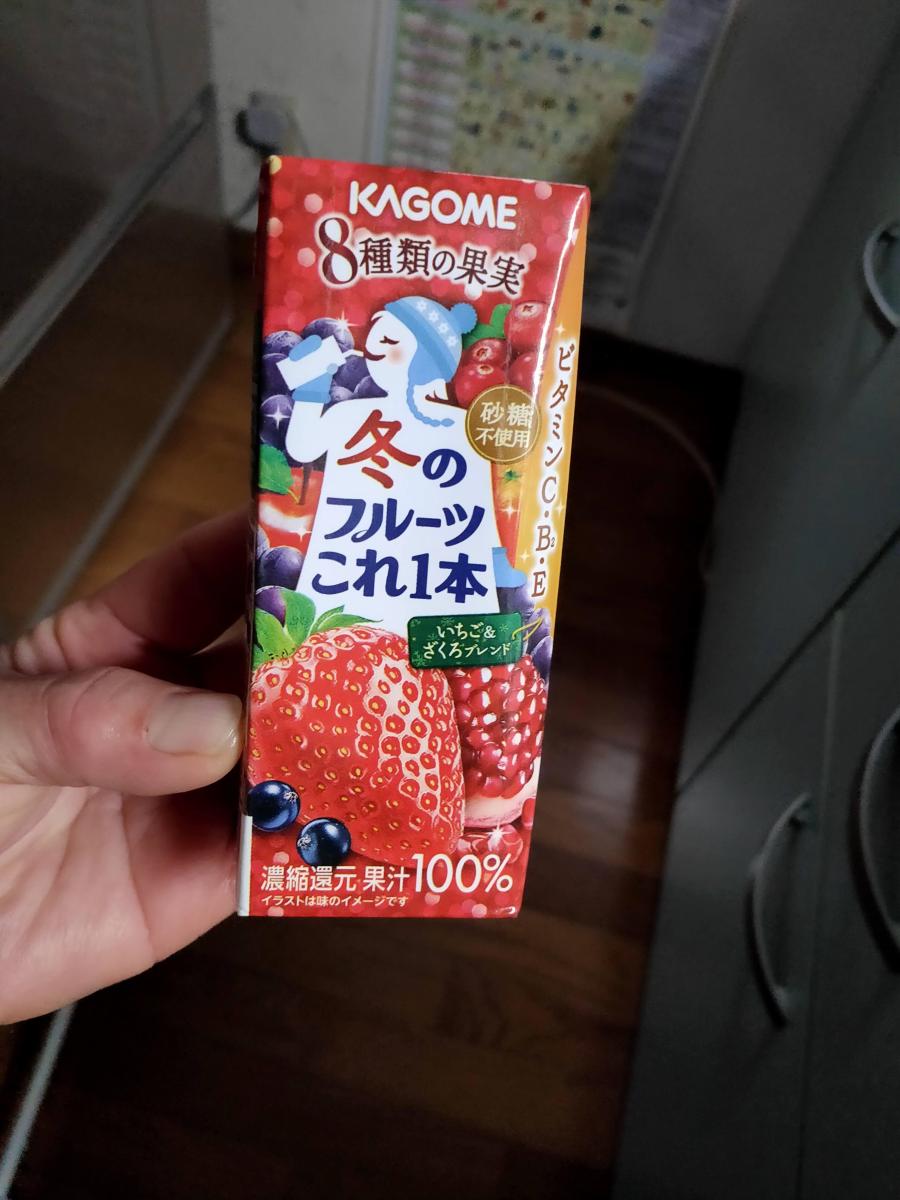 KAGOME
8種類の果実
砂糖
不使用
冬の
フルーツ
これ1本
ビタミンC・B2・E
いちご&
ざくろブレンド
濃縮還元 果汁100%
イラストは味のイメージです